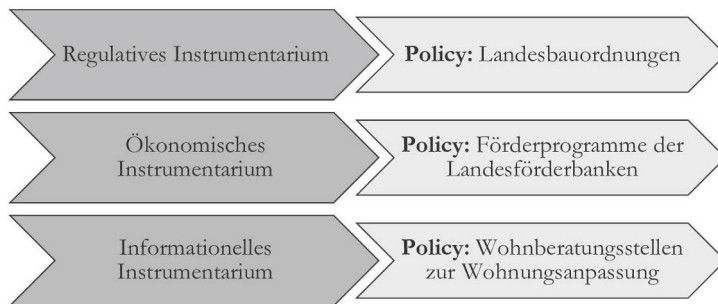 Regulatives Instrumentarium
Policy: Landesbauordnungen
Ökonomisches
Instrumentarium
Policy: Förderprogramme der
Landesförderbanken
Informationelles
Instrumentarium
Policy: Wohnberatungsstellen
zur Wohnungsanpassung